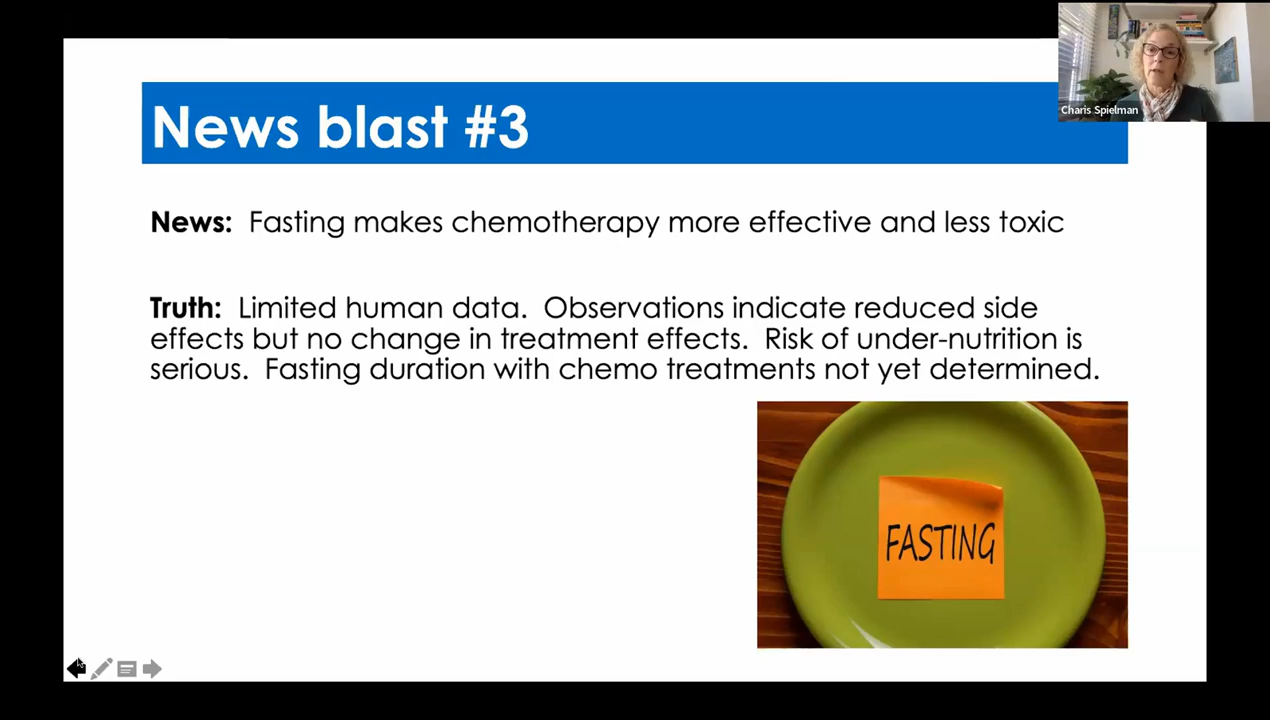 Charis Spielman
News blast #3
News: Fasting makes chemotherapy more effective and less toxic
Truth: Limited human data. Observations indicate reduced side
effects but no change in treatment effects. Risk of under-nutrition is
serious. Fasting duration with chemo treatments not yet determined.
FASTING